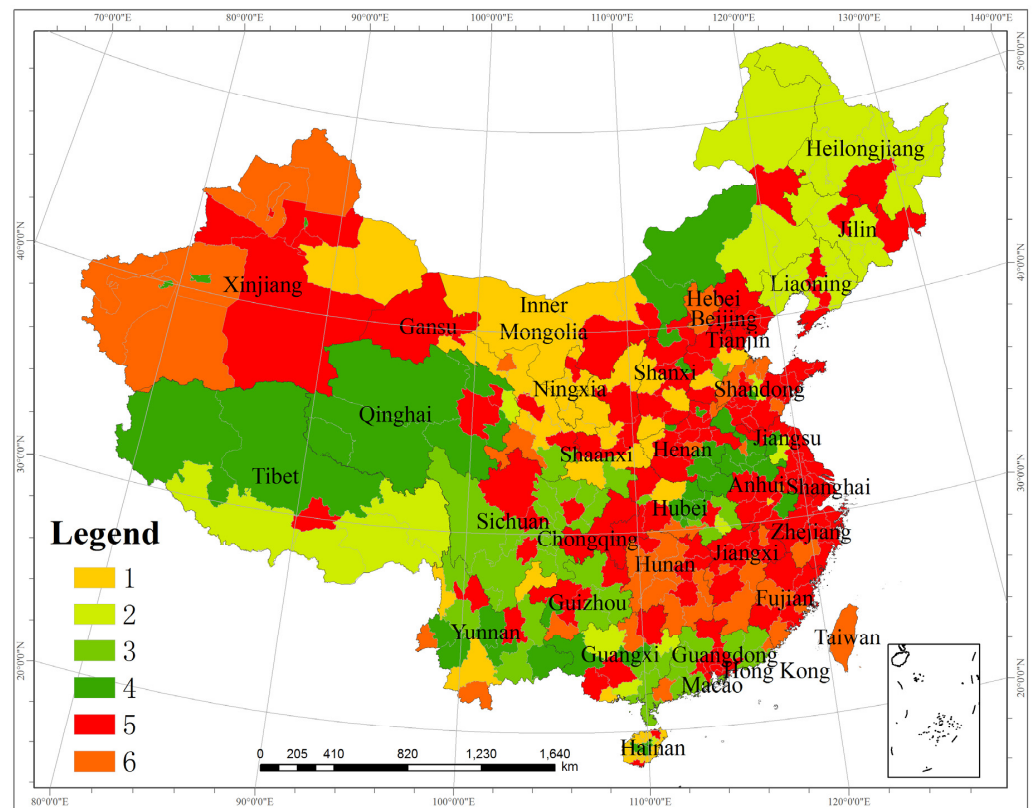 70°0'0"E 80°0'0"E 90°0'0"E 100°0'0"E 110°0'0"E 120°0'0"E 130°0'0"E 140°0'0"E
50°0'0"N
40°0'0"N
40°0'0"N
30°0'0"N
30°0'0"N
20°0'0"N
20°0'0"N
Heilongjiang
Jilin
Liaoning
Xinjiang
Hebei
Inner
Mongolia
Beijing
Gansu
Tianjin
Shanxi
Ningxia
Shandong
Qinghai
Jiangsu
Shaanxi
Henan
Tibet
Anhui
Shanghai
Hubei
Sichuan
Chongqing
Zhejiang
Jiangxi
Hunan
Guizhou
Fujian
Yunnan
Taiwan
Guangxi
Guangdong
Hong Kong
Macao
Hainan
Legend
1
2
3
4
5
6
0 205 410 820 1,230 1,640
km
80°0'0"E 90°0'0"E 100°0'0"E 110°0'0"E 120°0'0"E